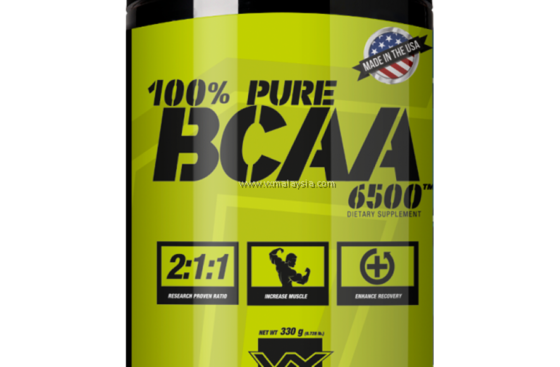 MADE IN THE USA
100% PURE
BCAA
www.vxmalaysia.com
6500™
DIETARY SUPPLEMENT
2:1:1
RESEARCH PROVEN RATIO
INCREASE MUSCLE
ENHANCE RECOVERY
NET WT 330 g